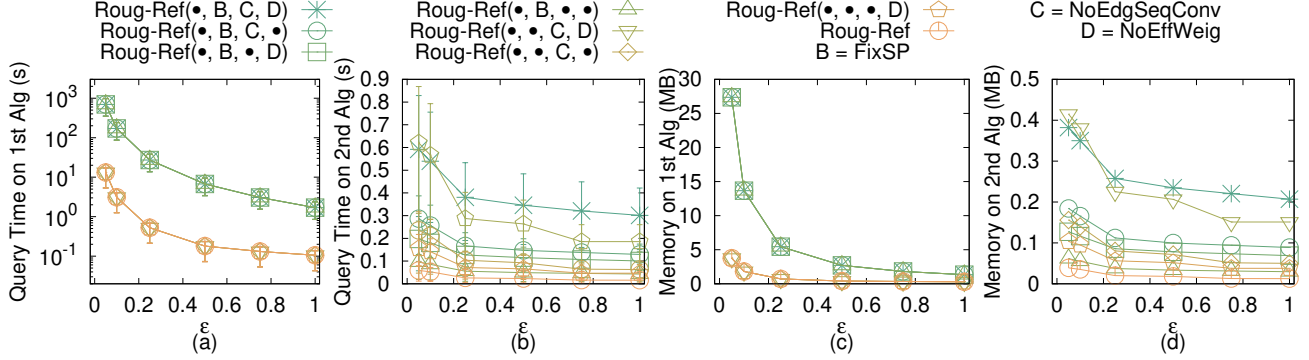 Roug-Ref(•, B, C, D)
Roug-Ref(•, B, C, •)
Roug-Ref(•, B, •, D)
Roug-Ref(•, B, •, •)
Roug-Ref(•, •, C, D)
Roug-Ref(•, •, C, •)
Roug-Ref(•, •, •, D)
Roug-Ref
B = FixSP
C = NoEdgSeqConv
D = NoEffWeig
Query Time on 1st Alg (s)
10³
10²
10¹
10⁰
10⁻¹
0 0.2 0.4 0.6 0.8 1
ε
(a)
Query Time on 2nd Alg (s)
0.9
0.8
0.7
0.6
0.5
0.4
0.3
0.2
0.1
0
0 0.2 0.4 0.6 0.8 1
ε
(b)
Memory on 1st Alg (MB)
30
25
20
15
10
5
0
0 0.2 0.4 0.6 0.8 1
ε
(c)
Memory on 2nd Alg (MB)
0.5
0.4
0.3
0.2
0.1
0
0 0.2 0.4 0.6 0.8 1
ε
(d)